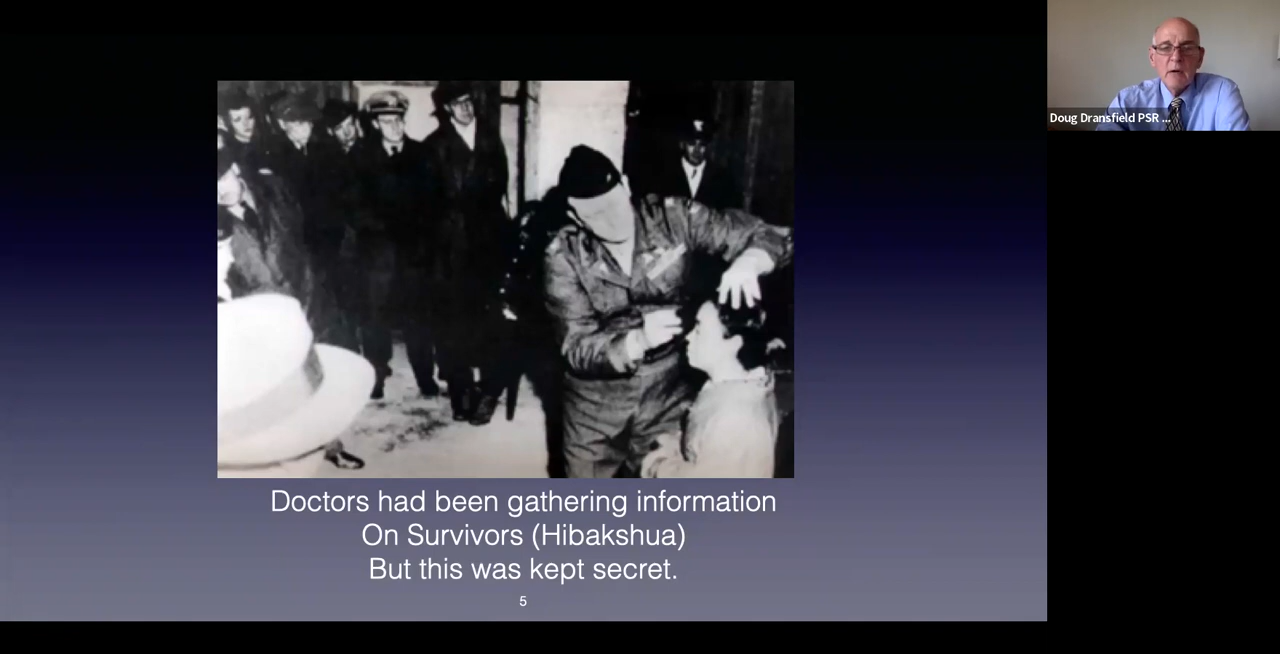 Doctors had been gathering information
On Survivors (Hibakshua)
But this was kept secret.
5
Doug Dransfield PSR ...